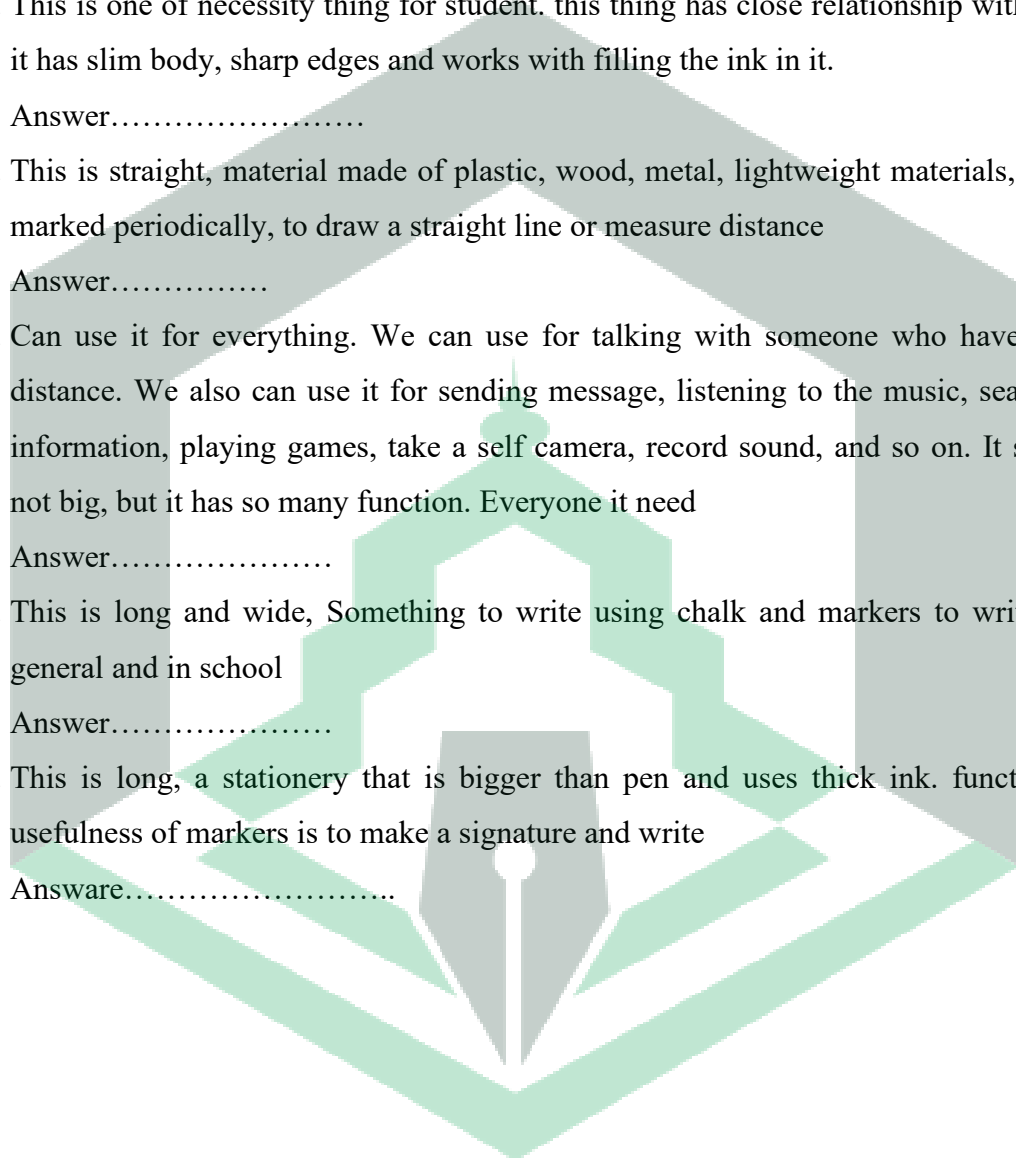 This is one of necessity thing for student. this thing has close relationship with
it has slim body, sharp edges and works with filling the ink in it.
Answer……………………
This is straight, material made of plastic, wood, metal, lightweight materials,
marked periodically, to draw a straight line or measure distance
Answer……………
Can use it for everything. We can use for talking with someone who have
distance. We also can use it for sending message, listening to the music,
information, playing games, take a self camera, record sound, and so on. It
not big, but it has so many function. Everyone it need
Answer…………………
This is long and wide, Something to write using chalk and markers to
general and in school
Answer…………………
This is long, a stationery that is bigger than pen and uses thick ink.
usefulness of markers is to make a signature and write
Answare……………………..